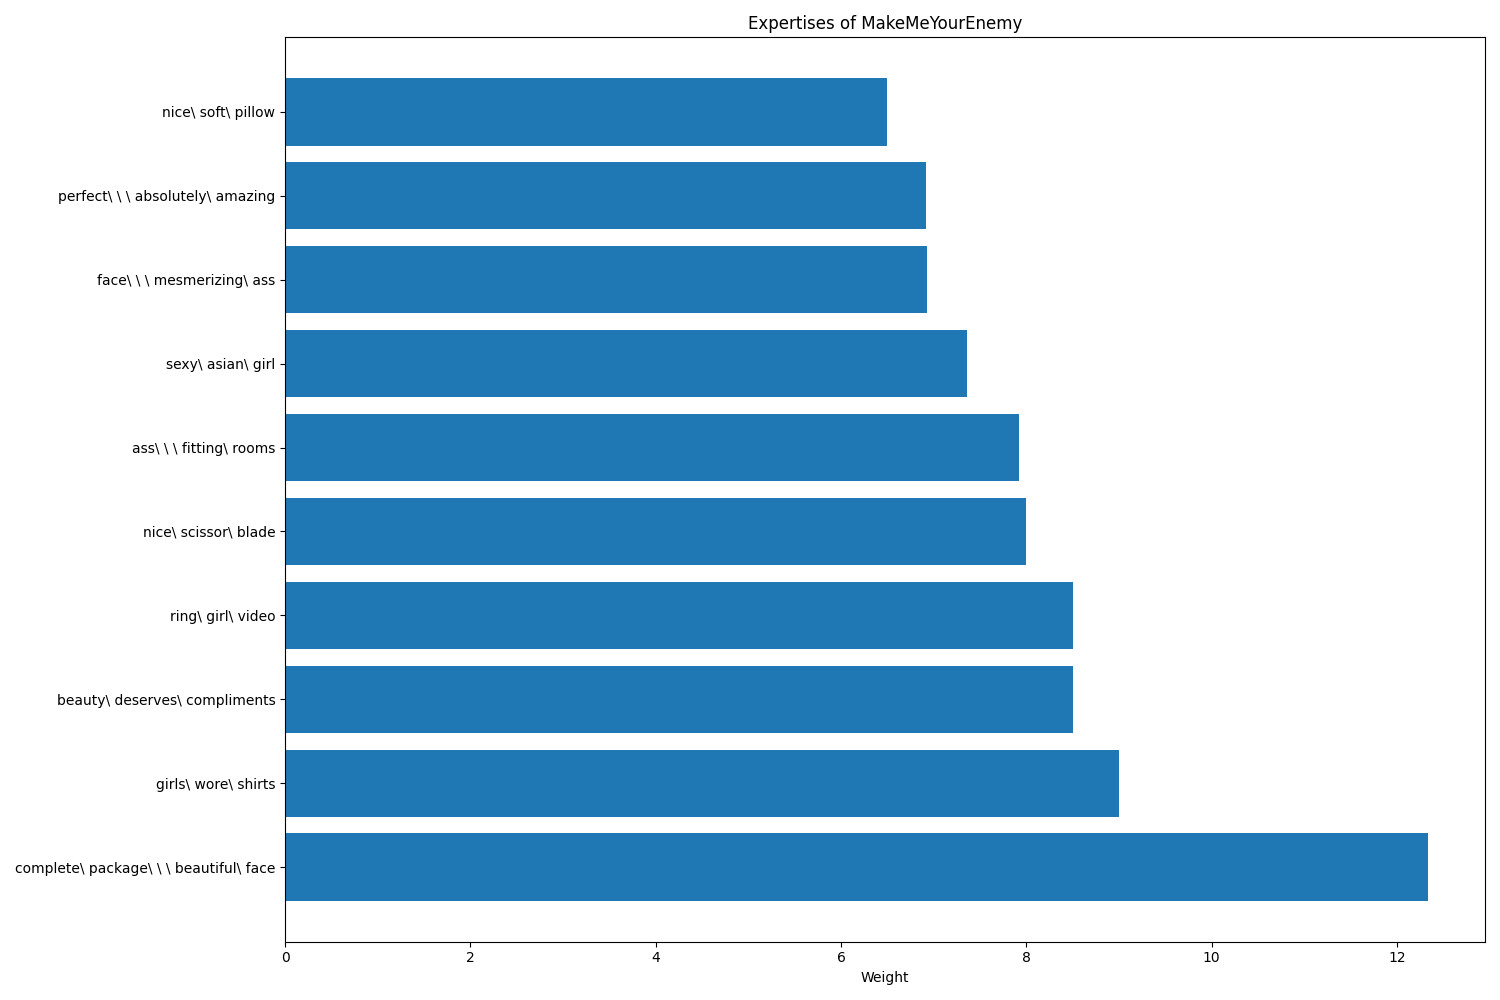 Expertises of MakeMeYourEnemy
nice\ soft\ pillow
perfect\ \ \ absolutely\ amazing
face\ \ \ mesmerizing\ ass
sexy\ asian\ girl
ass\ \ \ fitting\ rooms
nice\ scissor\ blade
ring\ girl\ video
beauty\ deserves\ compliments
girls\ wore\ shirts
complete\ package\ \ \ beautiful\ face
0 2 4 6 8 10 12
Weight